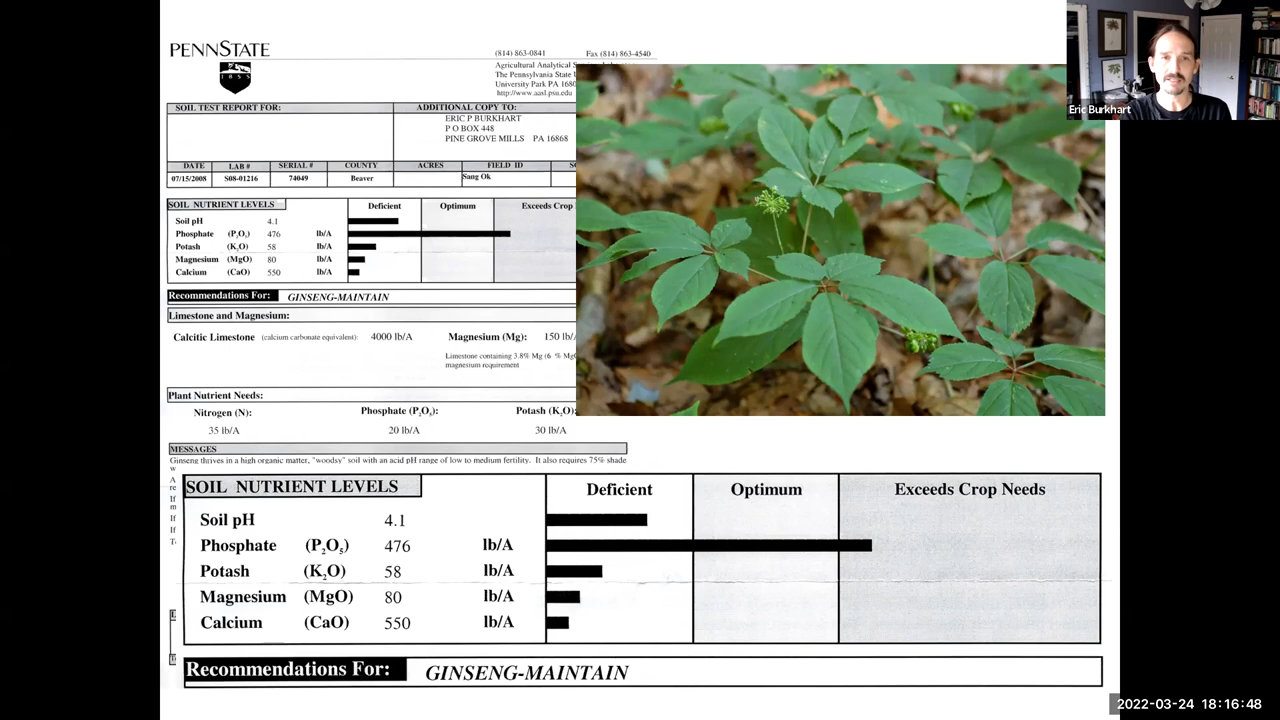 PENNSTATE
1855
(814) 863-0841 Fax (814) 863-4540
Agricultural Analytical
The Pennsylvania State
University Park PA
http://www.aasl.psu.edu
SOIL TEST REPORT FOR: ADDITIONAL COPY TO:
ERIC P BURKHART
P O BOX 448
PINE GROVE MILLS PA 16868
DATE LAB # SERIAL # COUNTY ACRES FIELD ID
07/15/2008 S08-01216 74049 Beaver Sang Ok
SOIL NUTRIENT LEVELS Deficient Optimum Exceeds Crop
Soil pH 4.1
Phosphate (P2O5) 476 lb/A
Potash (K2O) 58 lb/A
Magnesium (MgO) 80 lb/A
Calcium (CaO) 550 lb/A
Recommendations For: GINSENG-MAINTAIN
Limestone and Magnesium:
Calcitic Limestone (calcium carbonate equivalent): 4000 lb/A Magnesium (Mg): 150 lb/
Limestone containing 3.8% Mg (6 %
magnesium requirement
Plant Nutrient Needs:
Nitrogen (N): Phosphate (P2O5): Potash (K2O):
35 lb/A 20 lb/A 30 lb/A
MESSAGES
Ginseng thrives in a high organic matter, "woodsy" soil with an acid pH range of low to medium fertility. It also requires 75% shade
SOIL NUTRIENT LEVELS Deficient Optimum Exceeds Crop Needs
Soil pH 4.1
Phosphate (P2O5) 476 lb/A
Potash (K2O) 58 lb/A
Magnesium (MgO) 80 lb/A
Calcium (CaO) 550 lb/A
Recommendations For: GINSENG-MAINTAIN
Eric Burkhart
2022-03-24 18:16:48